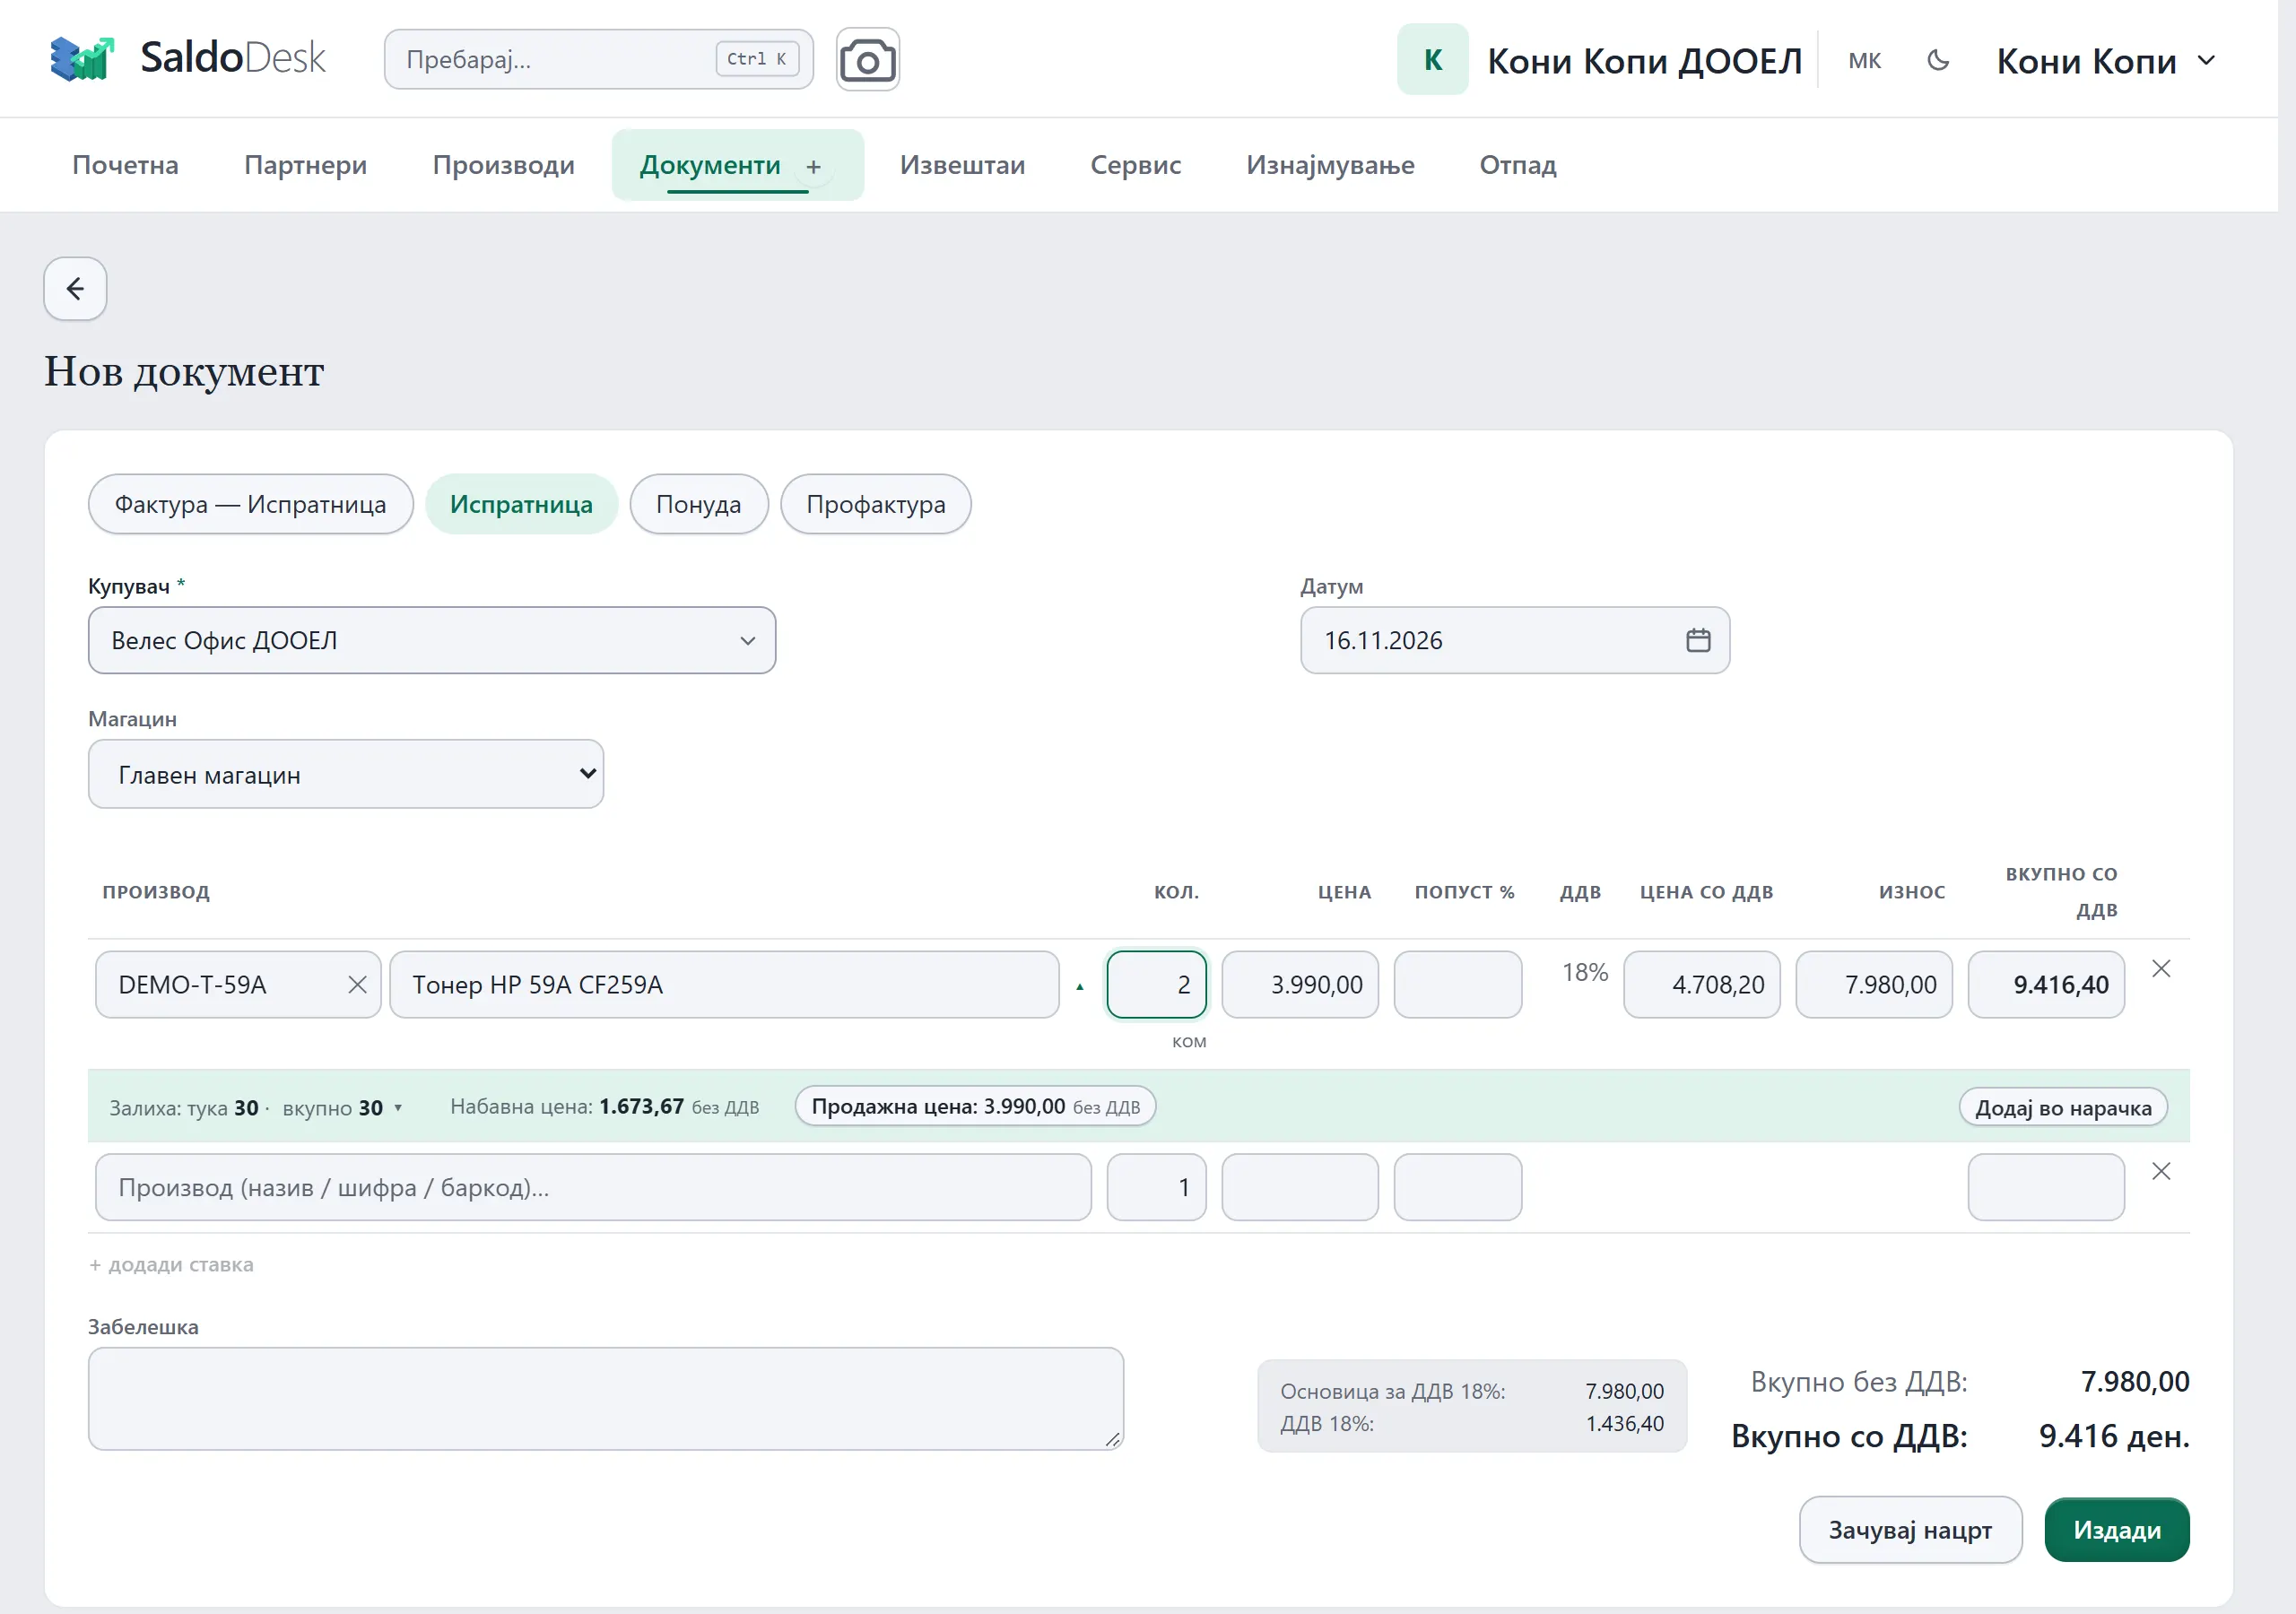 SaldoDesk
Пребарај...
Ctrl K
К
Кони Копи ДООЕЛ
МК
Кони Копи
Почетна
Партнери
Производи
Документи +
Извештаи
Сервис
Изнајмување
Отпад
Нов документ
Фактура — Испратница
Испратница
Понуда
Профактура
Купувач *
Датум
Велес Офис ДООЕЛ
16.11.2026
Магацин
Главен магацин
ПРОИЗВОД КОЛ. ЦЕНА ПОПУСТ % ДДВ ЦЕНА СО ДДВ ИЗНОС ВКУПНО СО
ДДВ
DEMO-T-59A Тонер HP 59A CF259A 2 3.990,00 18% 4.708,20 7.980,00 9.416,40
ком
Залиха: тука 30 · вкупно 30 Набавна цена: 1.673,67 без ДДВ Продажна цена: 3.990,00 без ДДВ Додај во нарачка
Производ (назив / шифра / баркод)... 1
+ додади ставка
Забелешка
Основица за ДДВ 18%: 7.980,00
ДДВ 18%: 1.436,40
Вкупно без ДДВ: 7.980,00
Вкупно со ДДВ: 9.416 ден.
Зачувај нацрт
Издади